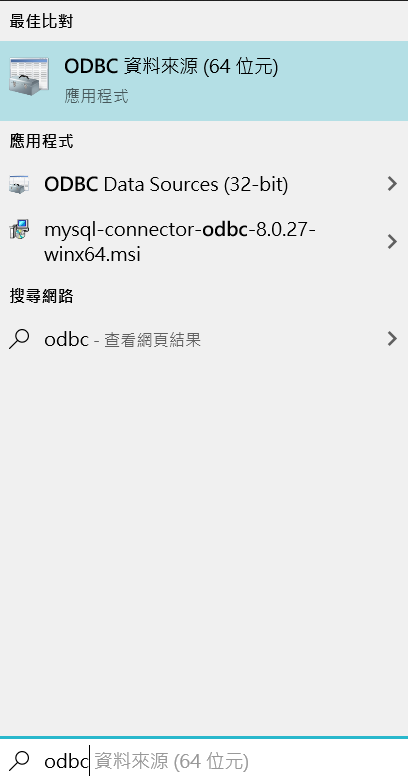 最佳比對
ODBC 資料來源 (64 位元)
應用程式
應用程式
ODBC Data Sources (32-bit)
mysql-connector-odbc-8.0.27-
winx64.msi
搜尋網路
odbc - 查看網頁結果
odbc 資料來源 (64 位元)